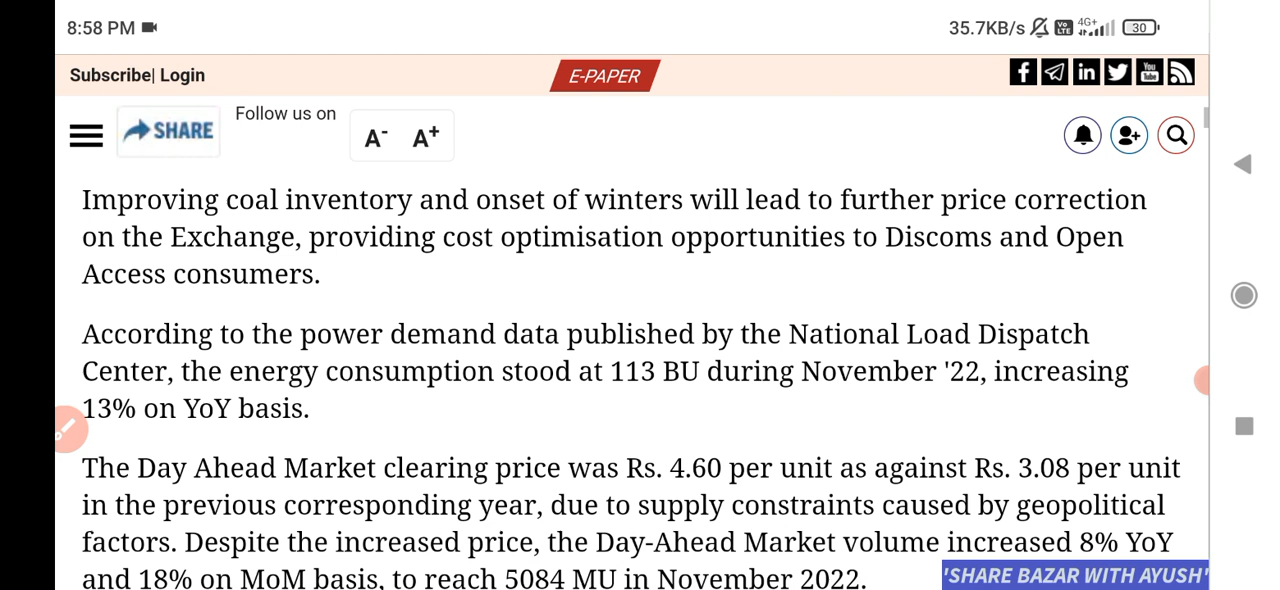 8:58 PM
35.7KB/s Vo LTE 4G+ 30
Subscribe| Login
E-PAPER
You Tube
SHARE
Follow us on
A- A+
Improving coal inventory and onset of winters will lead to further price correction
on the Exchange, providing cost optimisation opportunities to Discoms and Open
Access consumers.
According to the power demand data published by the National Load Dispatch
Center, the energy consumption stood at 113 BU during November '22, increasing
13% on YoY basis.
The Day Ahead Market clearing price was Rs. 4.60 per unit as against Rs. 3.08 per unit
in the previous corresponding year, due to supply constraints caused by geopolitical
factors. Despite the increased price, the Day-Ahead Market volume increased 8% YoY
and 18% on MoM basis, to reach 5084 MU in November 2022.
'SHARE BAZAR WITH AYUSH'